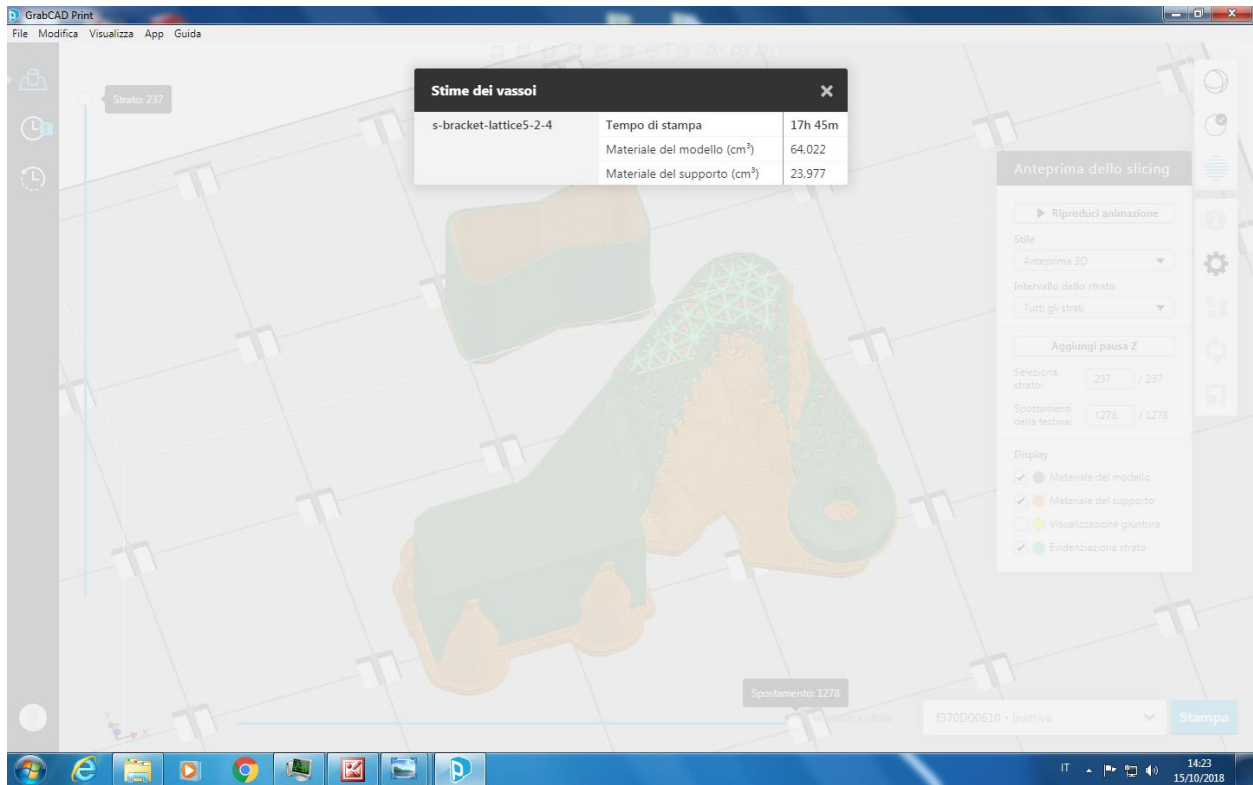 GrabCAD Print
File Modifica Visualizza App Guida
Strato: 237
Stime dei vassoi
s-bracket-lattice5-2-4 Tempo di stampa 17h 45m
Materiale del modello (cm³) 64,022
Materiale del supporto (cm³) 23,977
Anteprima dello slicing
Riproduci animazione
Stile
Anteprima 3D
Intervallo dello strato
Tutti gli strati
Aggiungi pausa Z
Seleziona strato: 237 / 237
Spostamenti della testina: 1278 / 1278
Display
Materiale del modello
Materiale del supporto
Visualizzazione giuntura
Evidenziazione strato
Spostamento: 1278
f370D00610 - Inattiva
Stampa
Y
X
IT
14:23
15/10/2018